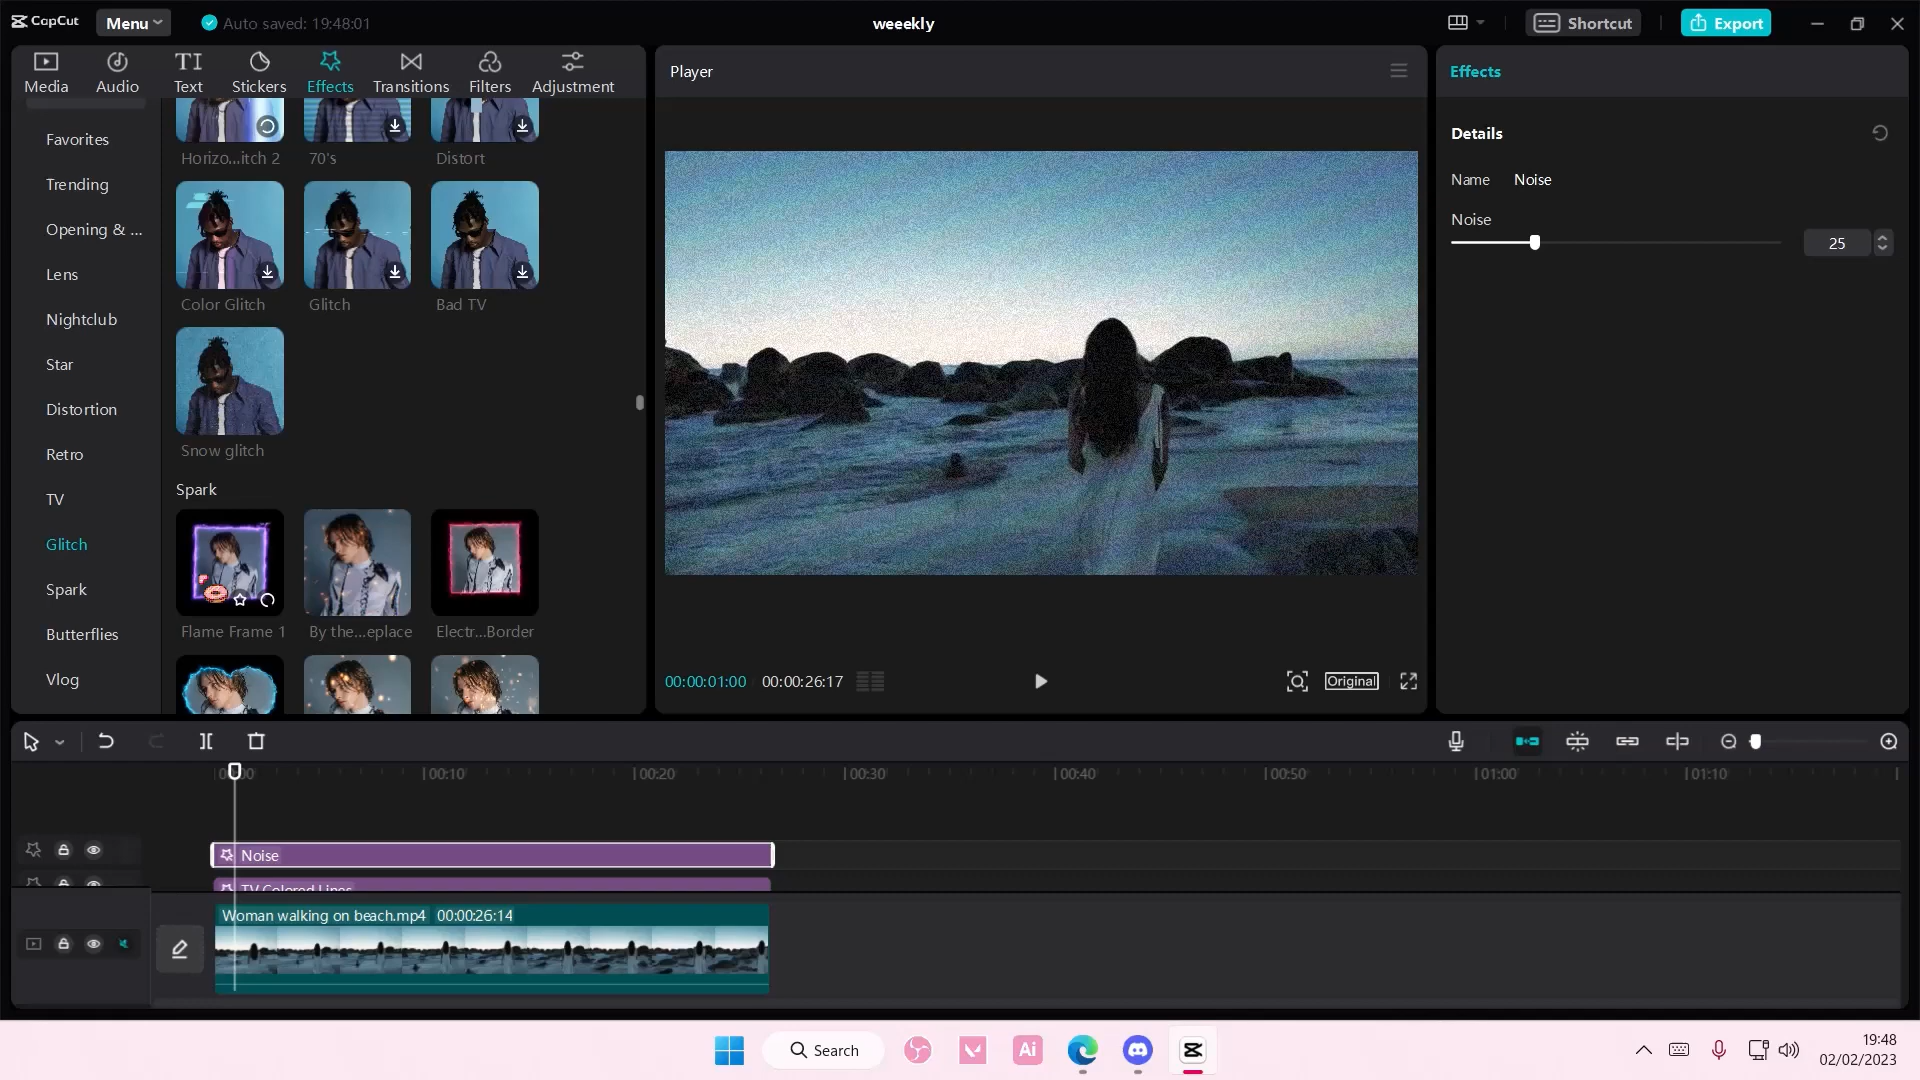 CapCut
Menu
Auto saved: 19:48:01
weeekly
Shortcut
Export
Media
Audio
TI
Text
Stickers
Effects
Transitions
Filters
Adjustment
Favorites
Trending
Opening & ...
Lens
Nightclub
Star
Distortion
Retro
TV
Glitch
Spark
Butterflies
Vlog
Horizo...itch 2
70's
Distort
Color Glitch
Glitch
Bad TV
Snow glitch
Spark
Flame Frame 1
By the...eplace
Electr...Border
Player
00:00:01:00
00:00:26:17
Original
Effects
Details
Name
Noise
Noise
25
00:00
00:10
00:20
00:30
00:40
00:50
01:00
01:10
Noise
TV Colored Lines
Woman walking on beach.mp4 00:00:26:14
Search
Ai
19:48
02/02/2023